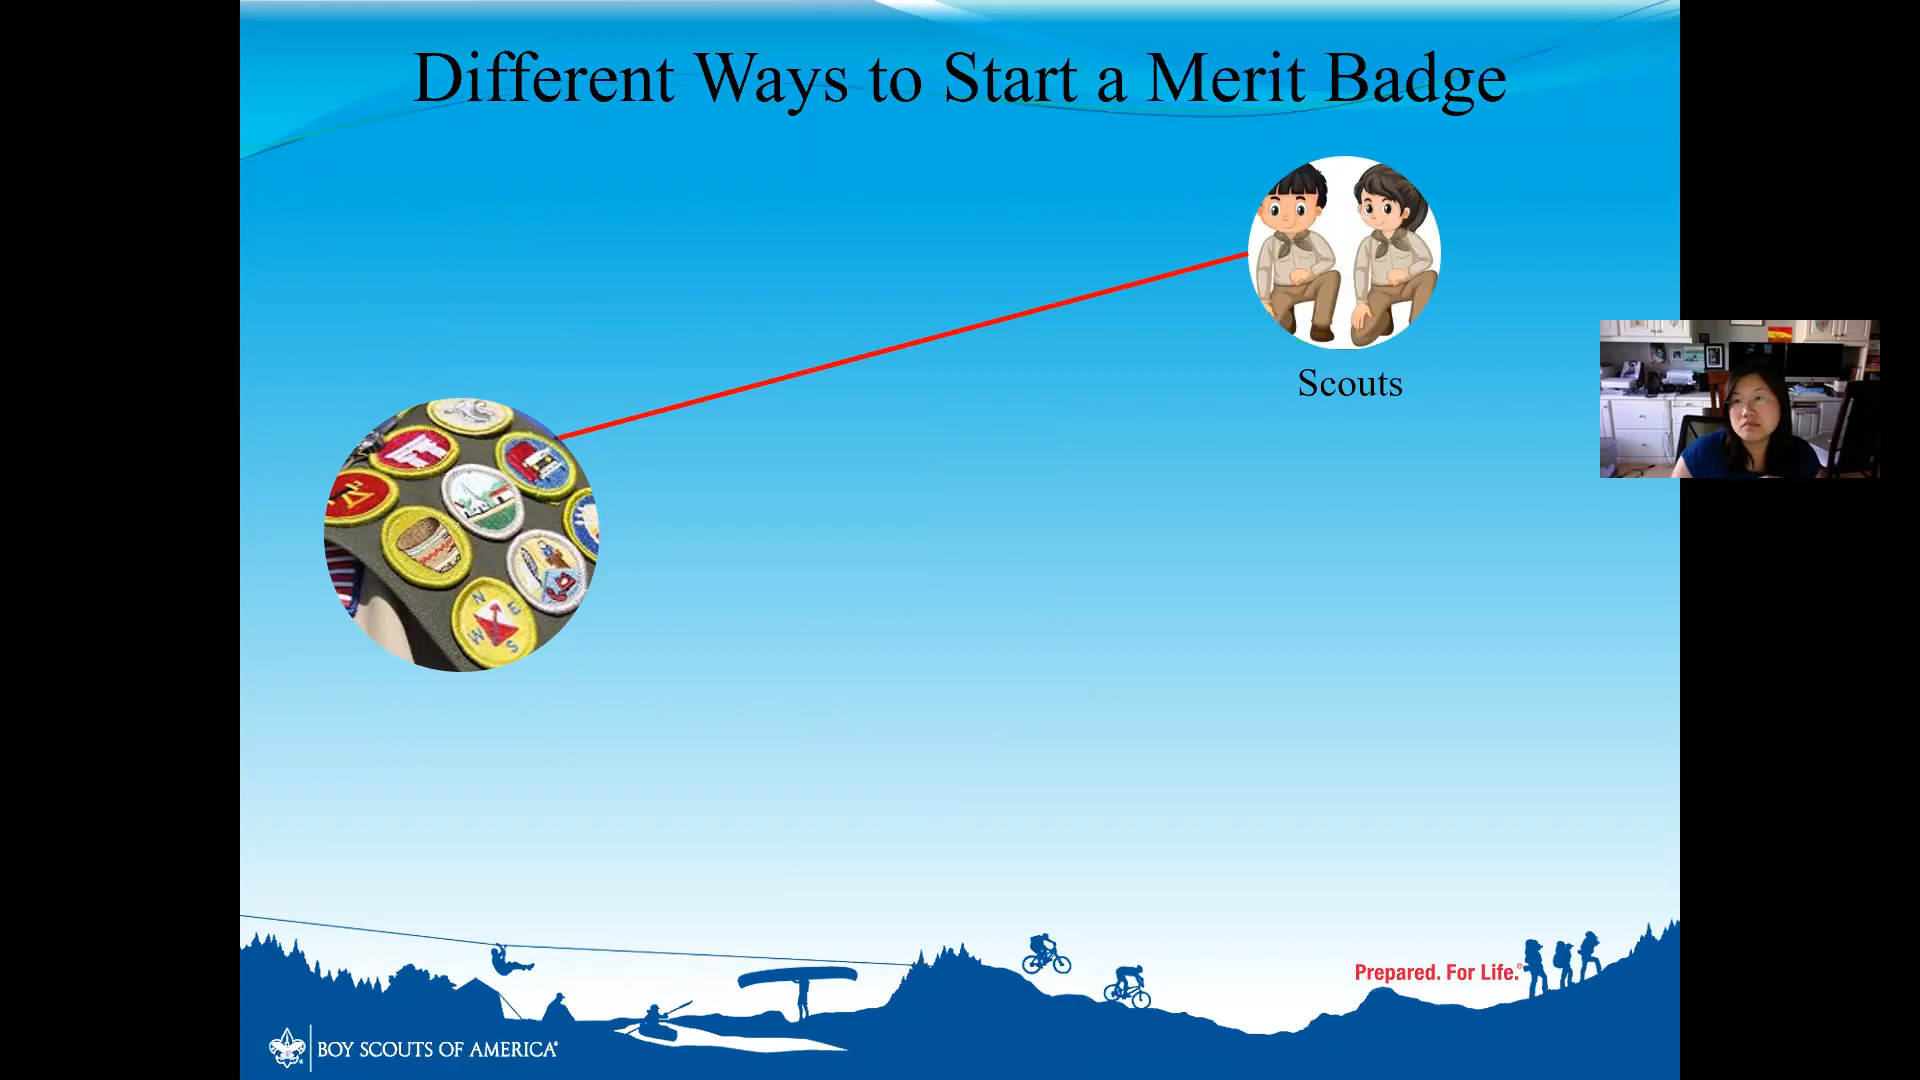 Different Ways to Start a Merit Badge
Scouts
N
E
W
S
Prepared. For Life.®
BOY SCOUTS OF AMERICA®